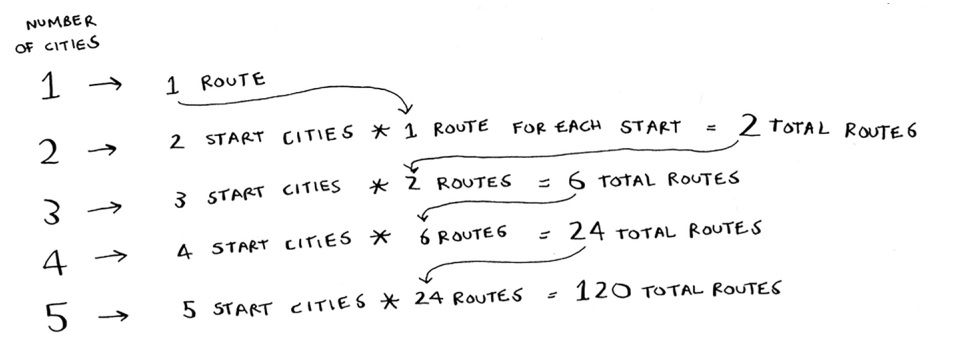 NUMBER
OF CITIES
1 → 1 ROUTE
2 → 2 START CITIES * 1 ROUTE FOR EACH START = 2 TOTAL ROUTES
3 → 3 START CITIES * 2 ROUTES = 6 TOTAL ROUTES
4 → 4 START CITIES * 6 ROUTES = 24 TOTAL ROUTES
5 → 5 START CITIES * 24 ROUTES = 120 TOTAL ROUTES